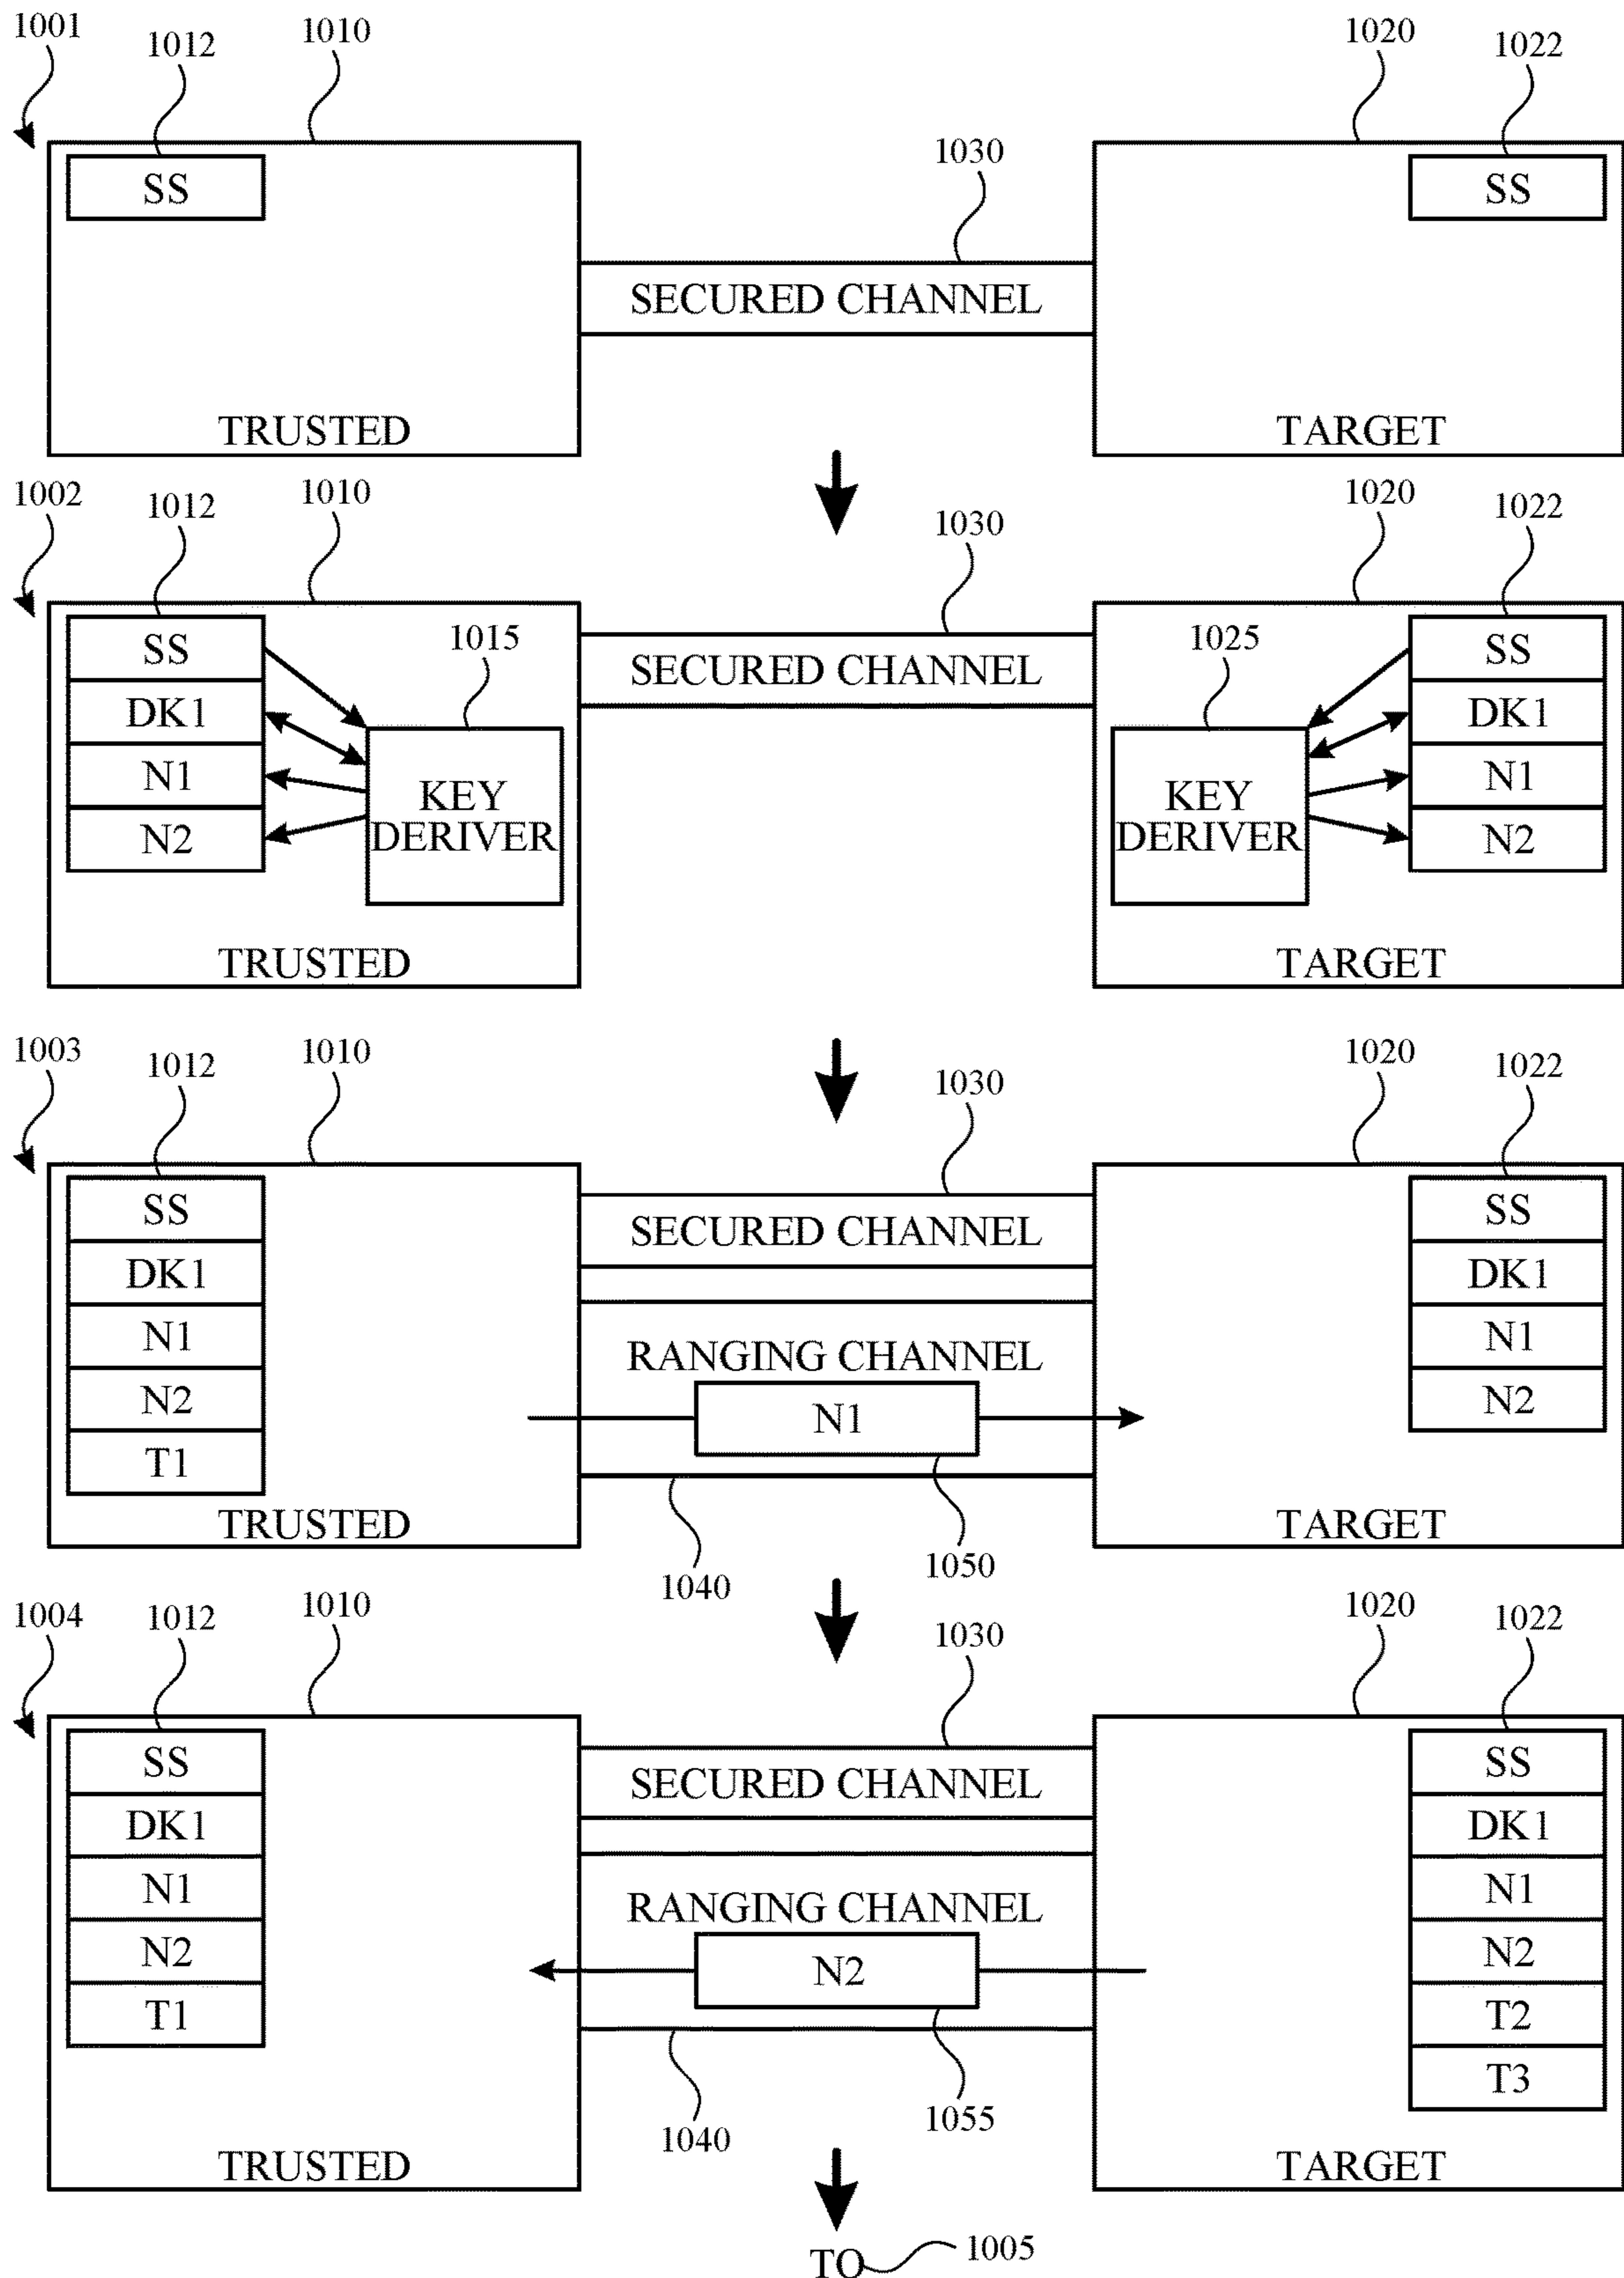 1001
1012
1010
1020
1022
SS
1030
SS
SECURED CHANNEL
TRUSTED
TARGET
1002
1012
1010
1030
1020
1022
SS
DK1
N1
N2
1015
KEY
DERIVER
TRUSTED
SECURED CHANNEL
1025
KEY
DERIVER
SS
DK1
N1
N2
TARGET
1003
1012
1010
1030
1020
1022
SS
DK1
N1
N2
T1
TRUSTED
SECURED CHANNEL
RANGING CHANNEL
N1
1040
1050
SS
DK1
N1
N2
TARGET
1004
1012
1010
1030
1020
1022
SS
DK1
N1
N2
T1
TRUSTED
SECURED CHANNEL
RANGING CHANNEL
N2
1040
1055
SS
DK1
N1
N2
T2
T3
TARGET
TO 1005